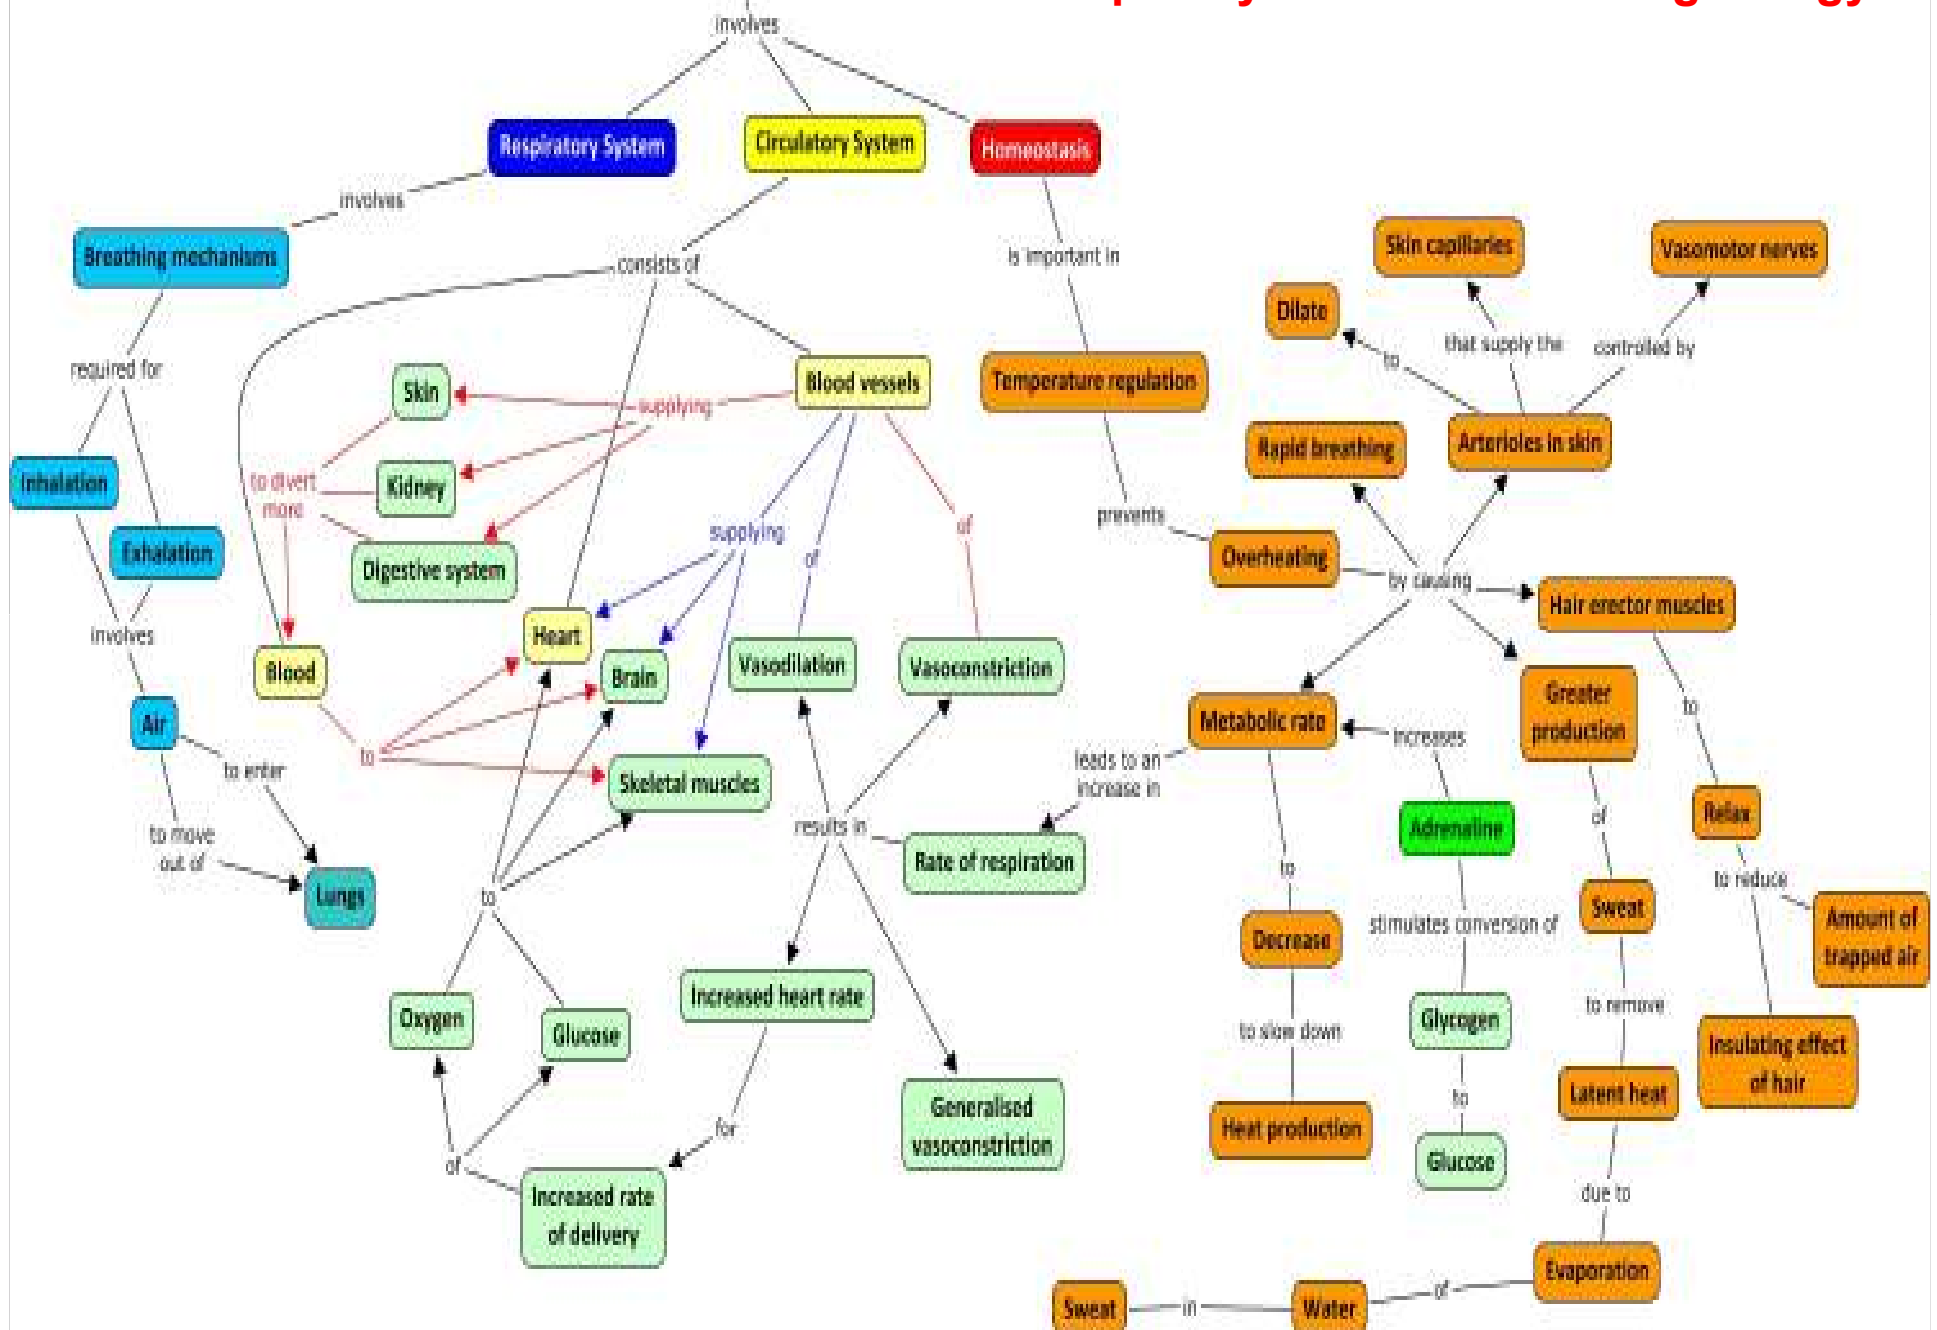 involves
Respiratory System
Circulatory System
Homeostasis
involves
Breathing mechanisms
consists of
Is important in
Skin capillaries
Vasomotor nerves
Dilate
to
that supply the
controlled by
required for
Skin
supplying
Blood vessels
Temperature regulation
Rapid breathing
Arterioles in skin
Inhalation
to divert
more
Kidney
Exhalation
Digestive system
supplying
of
of
prevents
Overheating
by causing
Hair erector muscles
involves
Blood
Heart
Brain
Vasodilation
Vasoconstriction
Air
to
Skeletal muscles
Metabolic rate
Increases
Greater
production
to
to enter
to move
out of
Lungs
results in
leads to an
increase in
Rate of respiration
Adrenaline
of
Relax
to reduce
to
to
Decrease
stimulates conversion of
Sweat
Amount of
trapped air
Oxygen
Glucose
Increased heart rate
to slow down
Glycogen
to remove
Insulating effect
of hair
of
for
Increased rate
of delivery
Generalised
vasoconstriction
Heat production
to
Glucose
Latent heat
due to
Evaporation
of
Water
in
Sweat